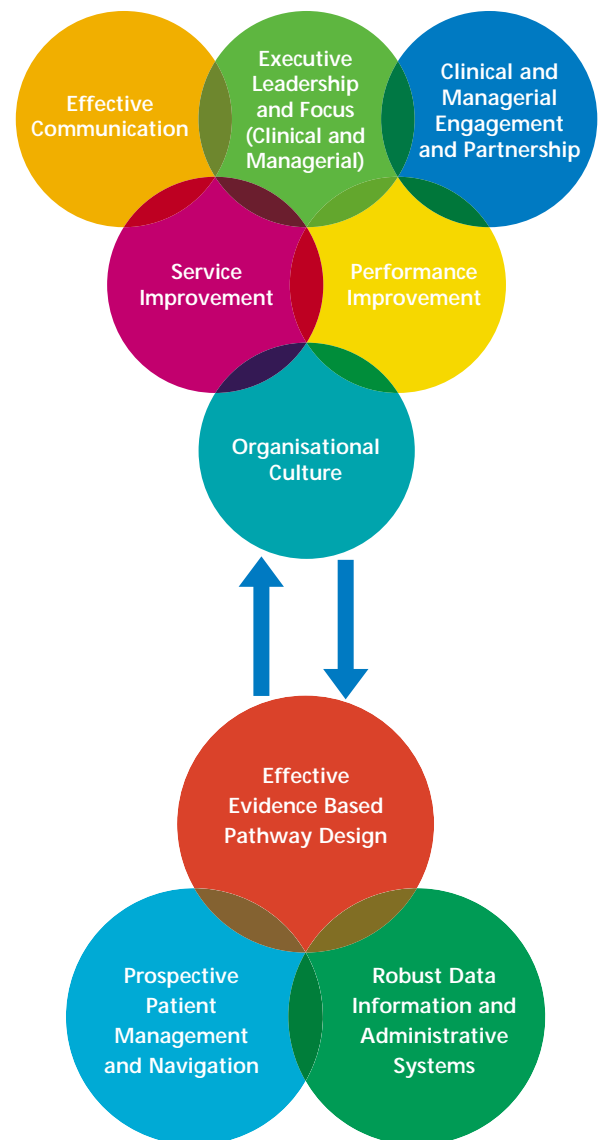 Effective
Communication
Executive
Leadership
and Focus
(Clinical and
Managerial)
Clinical and
Managerial
Engagement
and Partnership
Service
Improvement
Performance
Improvement
Organisational
Culture
Effective
Evidence Based
Pathway Design
Prospective
Patient
Management
and Navigation
Robust Data
Information and
Administrative
Systems